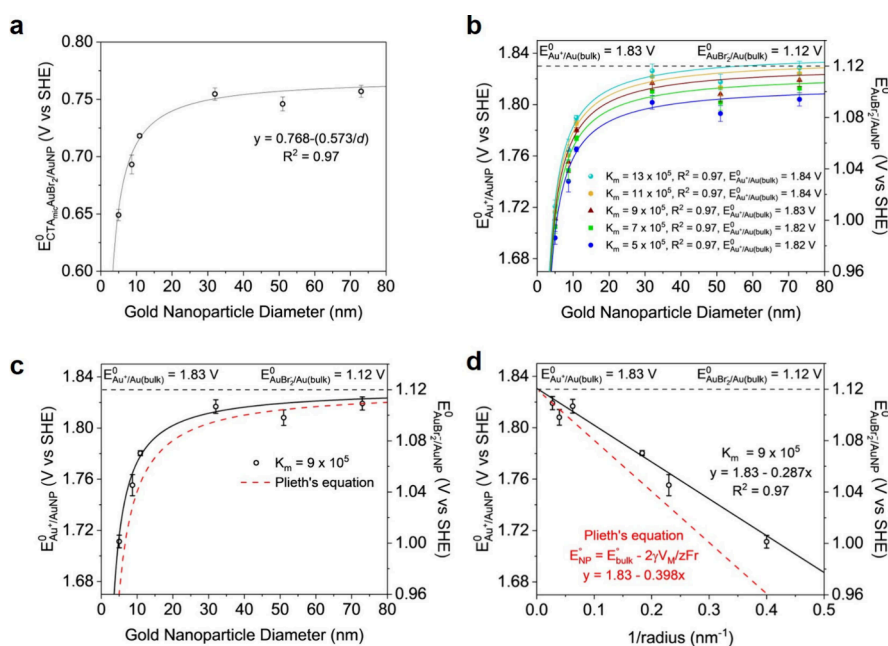 a
0.80
0.75
0.70
0.65
0.60
E⁰CTAmicAuBr₂/AuNP (V vs SHE)
y = 0.768-(0.573/d)
R² = 0.97
0 10 20 30 40 50 60 70 80
Gold Nanoparticle Diameter (nm)
b
E⁰Au⁺/Au(bulk) = 1.83 V
E⁰AuBr₂⁻/Au(bulk) = 1.12 V
1.84
1.80
1.76
1.72
1.68
E⁰Au⁺/AuNP (V vs SHE)
Kₘ = 13 x 10⁵, R² = 0.97, E⁰Au⁺/Au(bulk) = 1.84 V
Kₘ = 11 x 10⁵, R² = 0.97, E⁰Au⁺/Au(bulk) = 1.84 V
Kₘ = 9 x 10⁵, R² = 0.97, E⁰Au⁺/Au(bulk) = 1.83 V
Kₘ = 7 x 10⁵, R² = 0.97, E⁰Au⁺/Au(bulk) = 1.82 V
Kₘ = 5 x 10⁵, R² = 0.97, E⁰Au⁺/Au(bulk) = 1.82 V
1.12
1.08
1.04
1.00
0.96
E⁰AuBr₂⁻/AuNP (V vs SHE)
0 10 20 30 40 50 60 70 80
Gold Nanoparticle Diameter (nm)
c
E⁰Au⁺/Au(bulk) = 1.83 V
E⁰AuBr₂⁻/Au(bulk) = 1.12 V
1.84
1.80
1.76
1.72
1.68
E⁰Au⁺/AuNP (V vs SHE)
Kₘ = 9 x 10⁵
Plieth's equation
1.12
1.08
1.04
1.00
0.96
E⁰AuBr₂⁻/AuNP (V vs SHE)
0 10 20 30 40 50 60 70 80
Gold Nanoparticle Diameter (nm)
d
E⁰Au⁺/Au(bulk) = 1.83 V
E⁰AuBr₂⁻/Au(bulk) = 1.12 V
1.84
1.80
1.76
1.72
1.68
E⁰Au⁺/AuNP (V vs SHE)
Kₘ = 9 x 10⁵
y = 1.83 - 0.287x
R² = 0.97
Plieth's equation
E°NP = E°bulk - 2γVM/zFr
y = 1.83 - 0.398x
1.12
1.08
1.04
1.00
0.96
E⁰AuBr₂⁻/AuNP (V vs SHE)
0.0 0.1 0.2 0.3 0.4 0.5
1/radius (nm⁻¹)